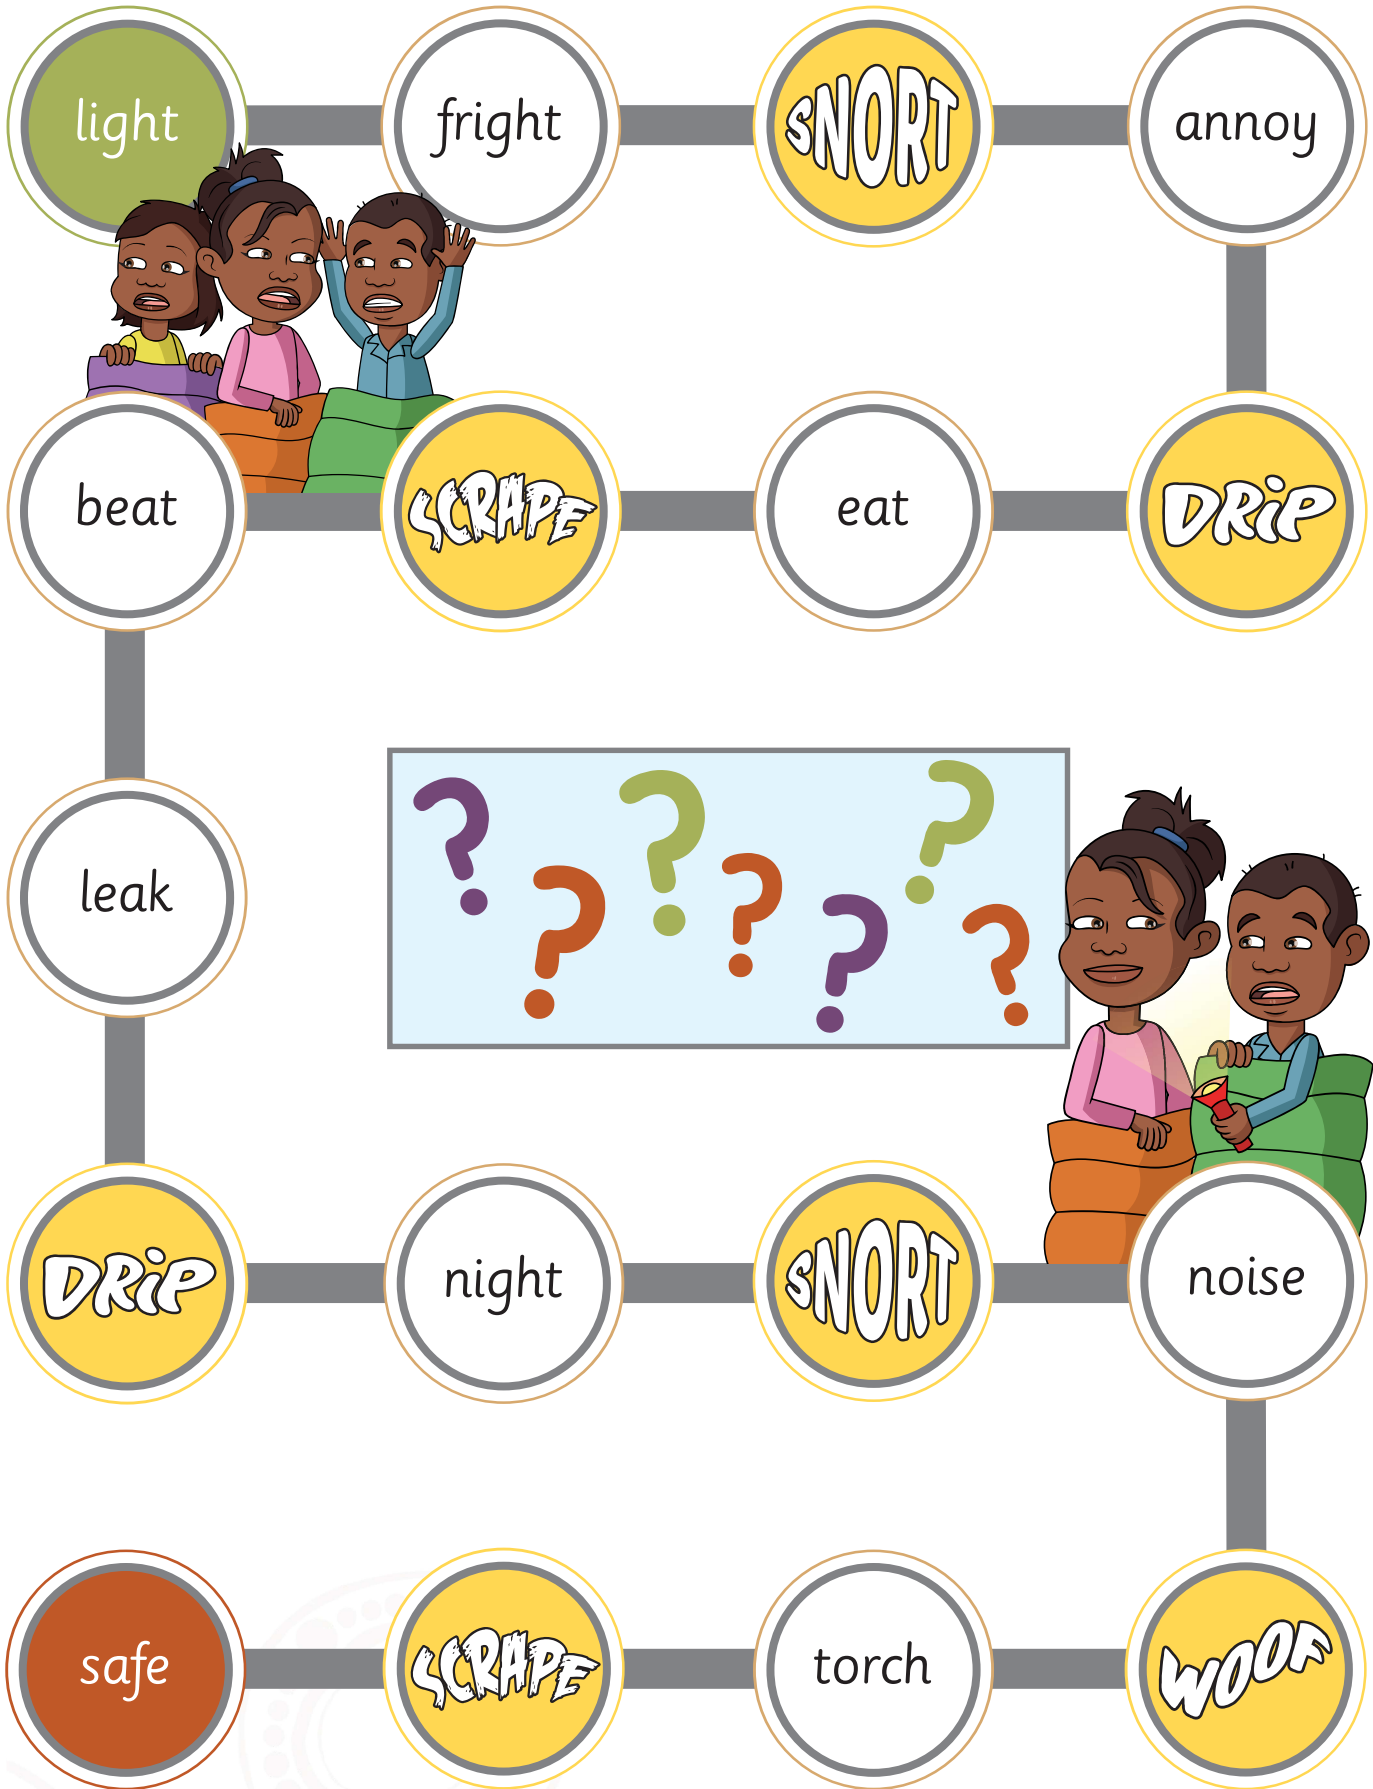 light
fright
SNORT
annoy
beat
SCRAPE
eat
DRiP
leak
? ? ? ? ? ? ? ?
DRiP
night
SNORT
noise
safe
SCRAPE
torch
WOOF